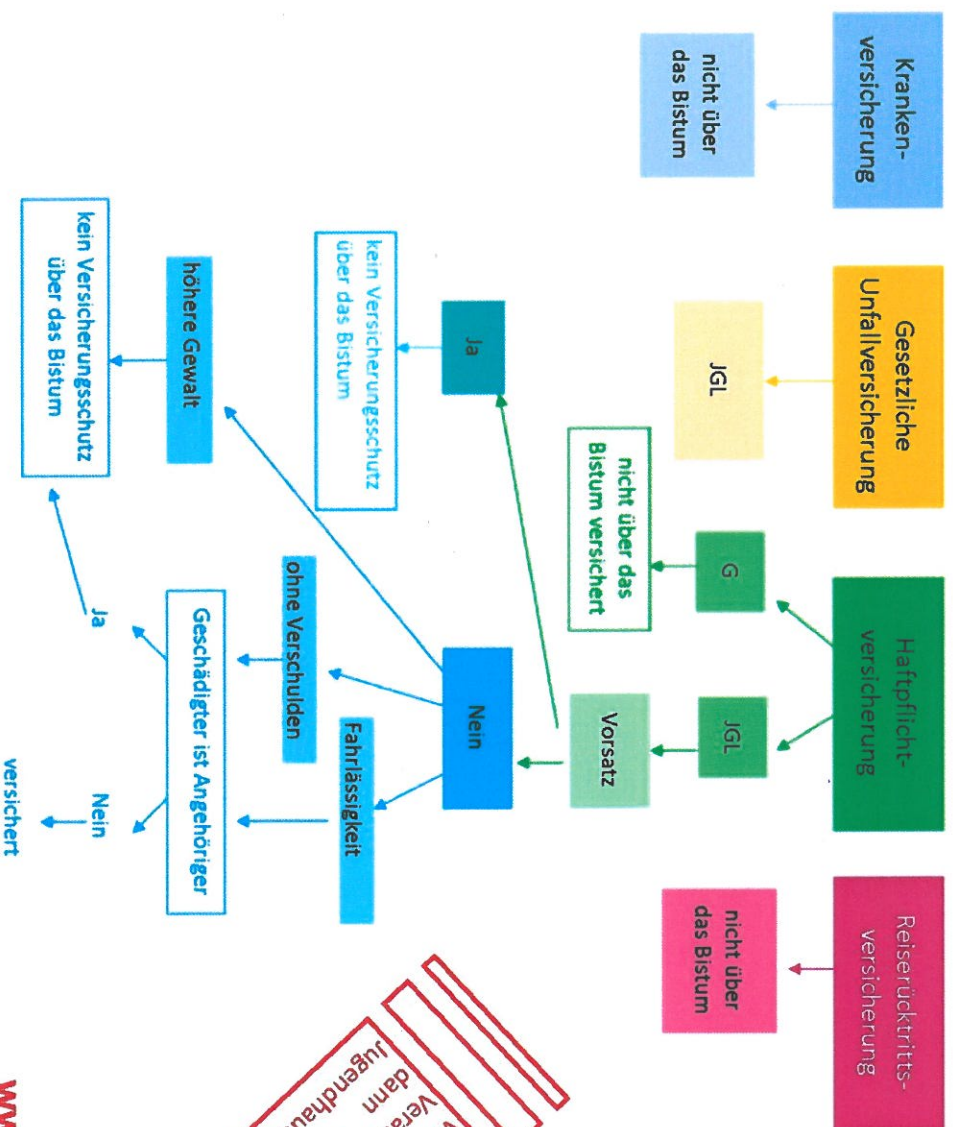 Kranken-
versicherung
nicht über
das Bistum
Gesetzliche
Unfallversicherung
JGL
Haftpflicht-
versicherung
G
nicht über das
Bistum versichert
JGL
Vorsatz
Ja
kein Versicherungsschutz
über das Bistum
Nein
höhere Gewalt
ohne Verschulden
Fahrlässigkeit
kein Versicherungsschutz
über das Bistum
Geschädigter ist Angehöriger
Ja
Nein
versichert
Reiserücktritts-
versicherung
nicht über
das Bistum
dann